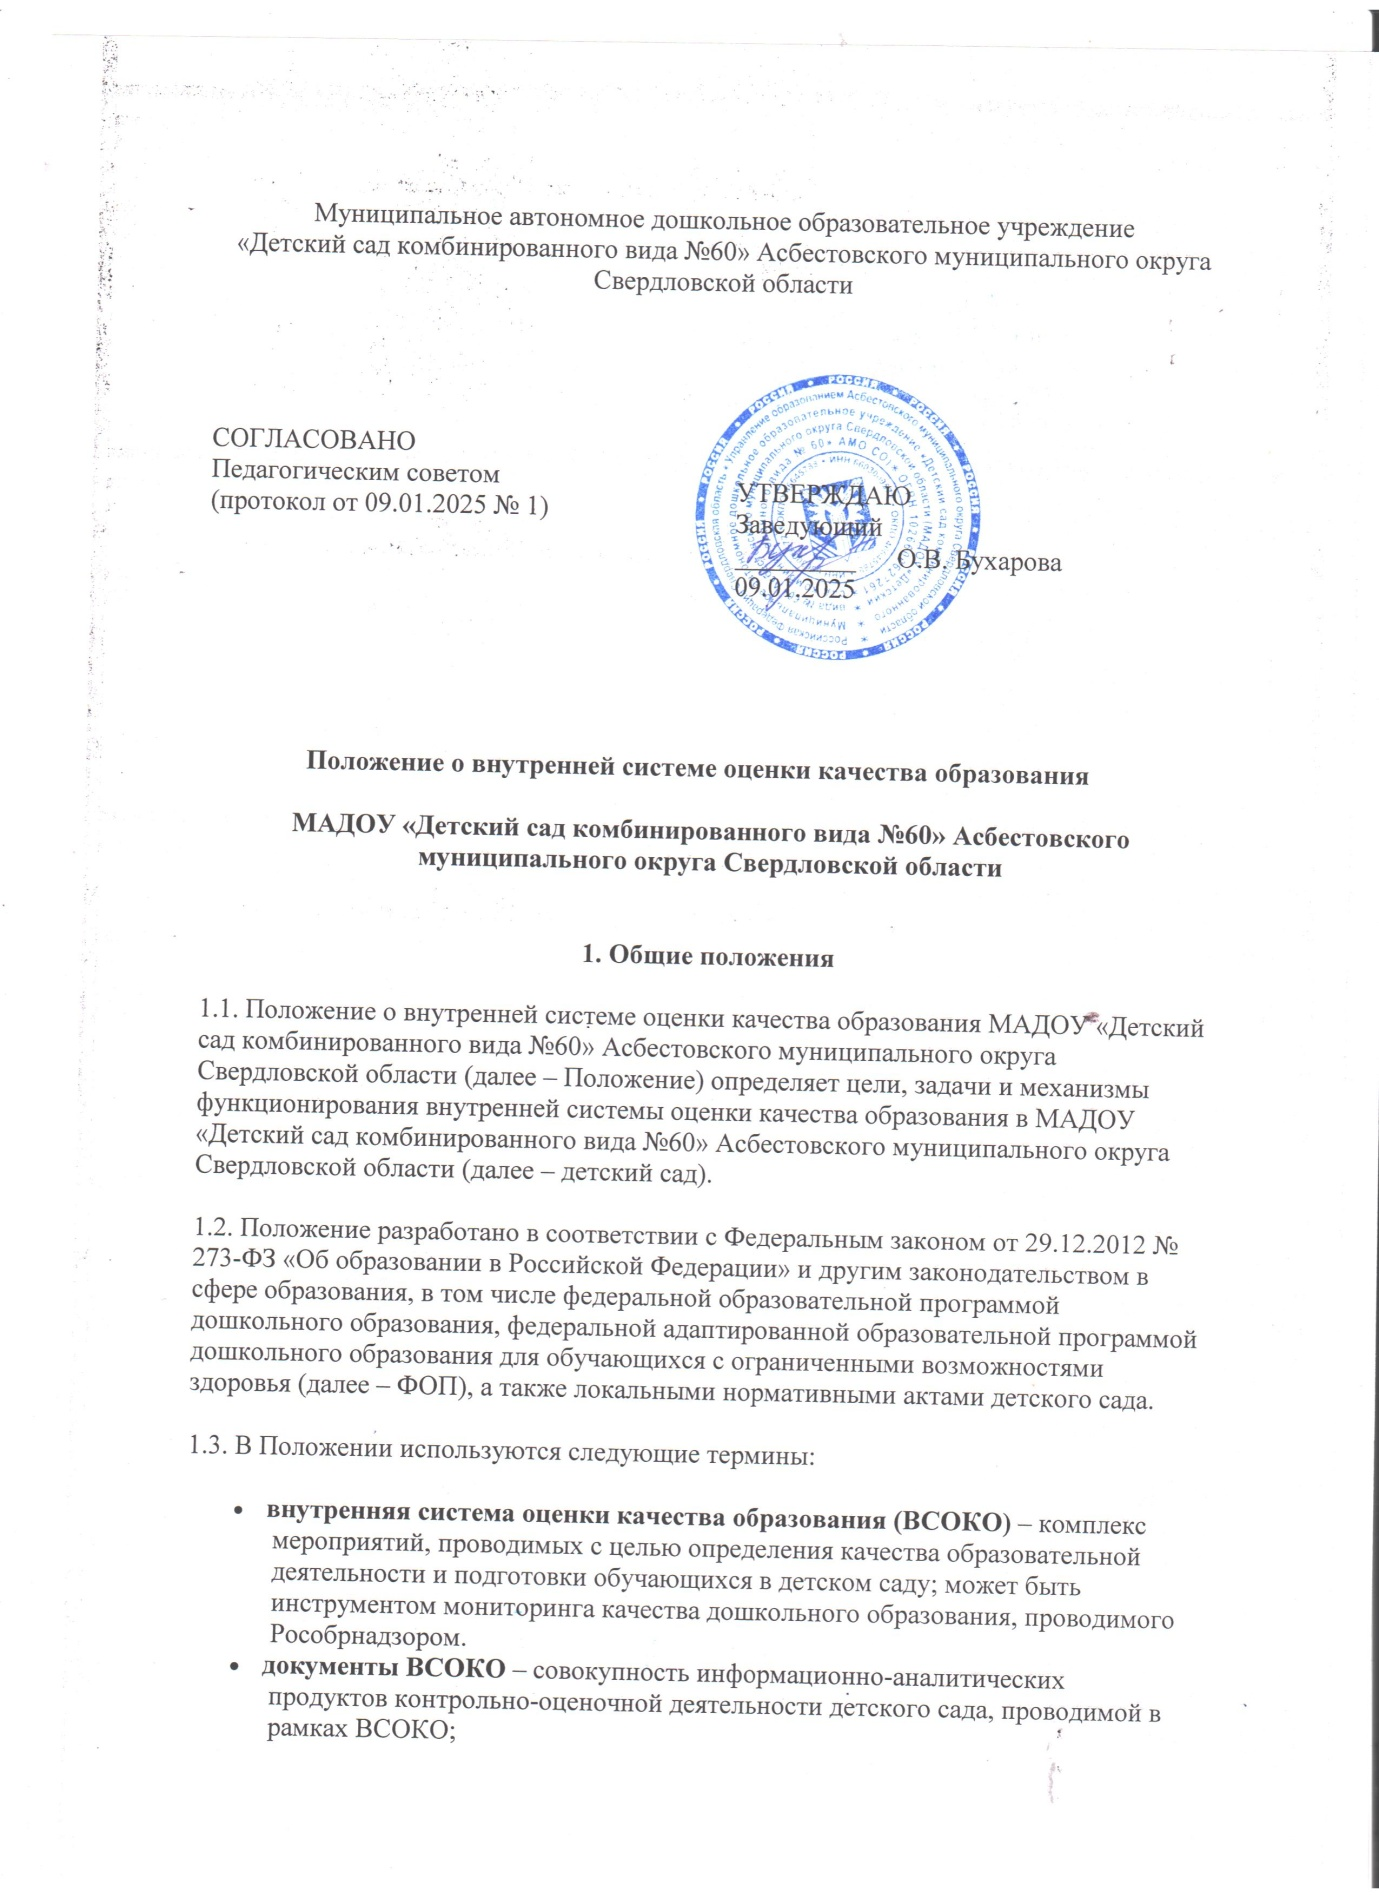 Муниципальное автономное дошкольное образовательное учреждение
«Детский сад комбинированного вида №60» Асбестовского муниципального округа
Свердловской области
СОГЛАСОВАНО
Педагогическим советом
(протокол от 09.01.2025 № 1)
УТВЕРЖДАЮ
Заведующий
О.В. Бухарова
09.01.2025
Положение о внутренней системе оценки качества образования
МАДОУ «Детский сад комбинированного вида №60» Асбестовского
муниципального округа Свердловской области
1. Общие положения
1.1. Положение о внутренней системе оценки качества образования МАДОУ «Детский
сад комбинированного вида №60» Асбестовского муниципального округа
Свердловской области (далее – Положение) определяет цели, задачи и механизмы
функционирования внутренней системы оценки качества образования в МАДОУ
«Детский сад комбинированного вида №60» Асбестовского муниципального округа
Свердловской области (далее – детский сад).
1.2. Положение разработано в соответствии с Федеральным законом от 29.12.2012 №
273-ФЗ «Об образовании в Российской Федерации» и другим законодательством в
сфере образования, в том числе федеральной образовательной программой
дошкольного образования, федеральной адаптированной образовательной программой
дошкольного образования для обучающихся с ограниченными возможностями
здоровья (далее – ФОП), а также локальными нормативными актами детского сада.
1.3. В Положении используются следующие термины:
• внутренняя система оценки качества образования (ВСОКО) – комплекс
мероприятий, проводимых с целью определения качества образовательной
деятельности и подготовки обучающихся в детском саду; может быть
инструментом мониторинга качества дошкольного образования, проводимого
Рособрнадзором.
• документы ВСОКО – совокупность информационно-аналитических
продуктов контрольно-оценочной деятельности детского сада, проводимой в
рамках ВСОКО;